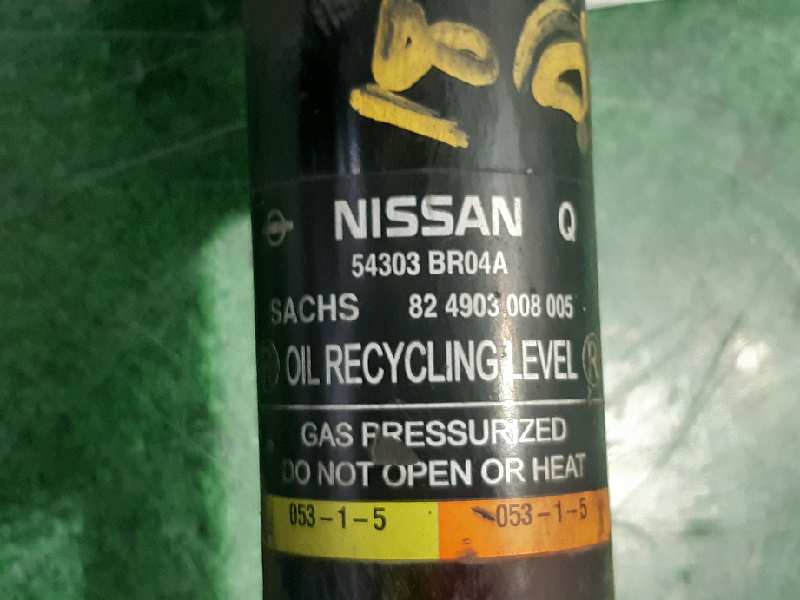 NISSAN Q
54303 BR04A
SACHS 82 4903 008 005
OIL RECYCLING LEVEL R
GAS PRESSURIZED
DO NOT OPEN OR HEAT
053-1-5 053-1-5